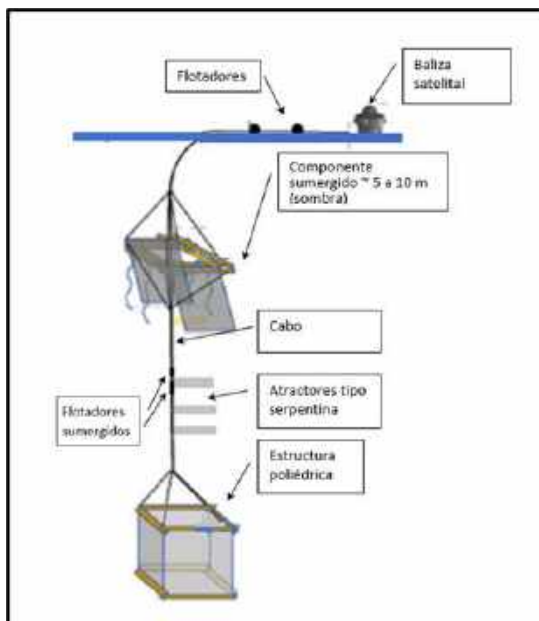 Flotadores
Baliza
satelital
Componente
sumergido ~ 5 a 10 m
(sombra)
Cabo
Atractores tipo
serpentina
Flotadores
sumergidos
Estructura
poliédrica